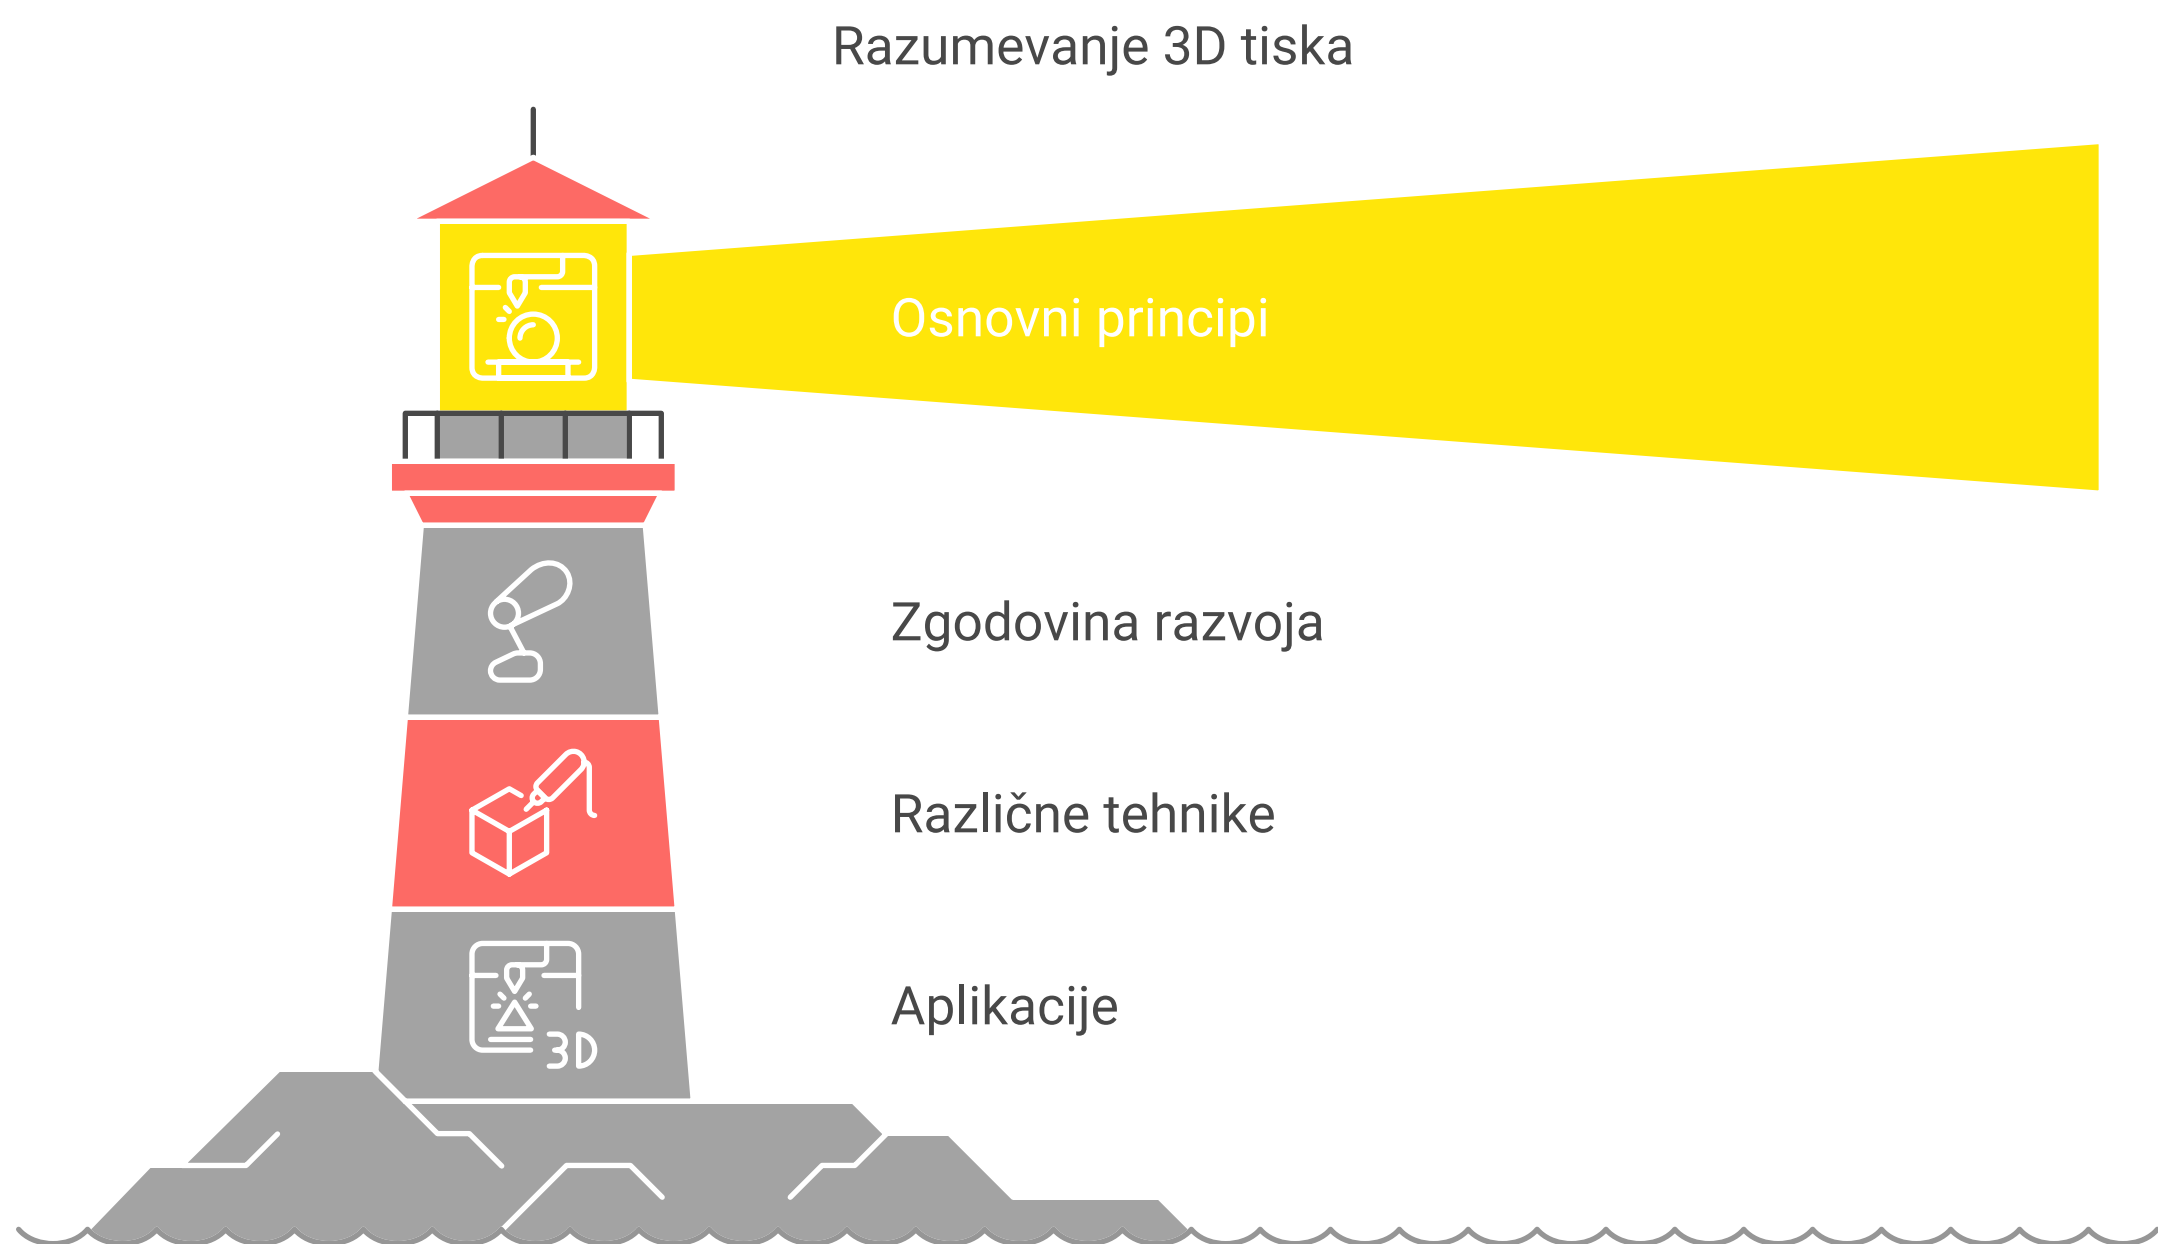 Razumevanje 3D tiska
Osnovni principi
Zgodovina razvoja
Različne tehnike
Aplikacije
3D